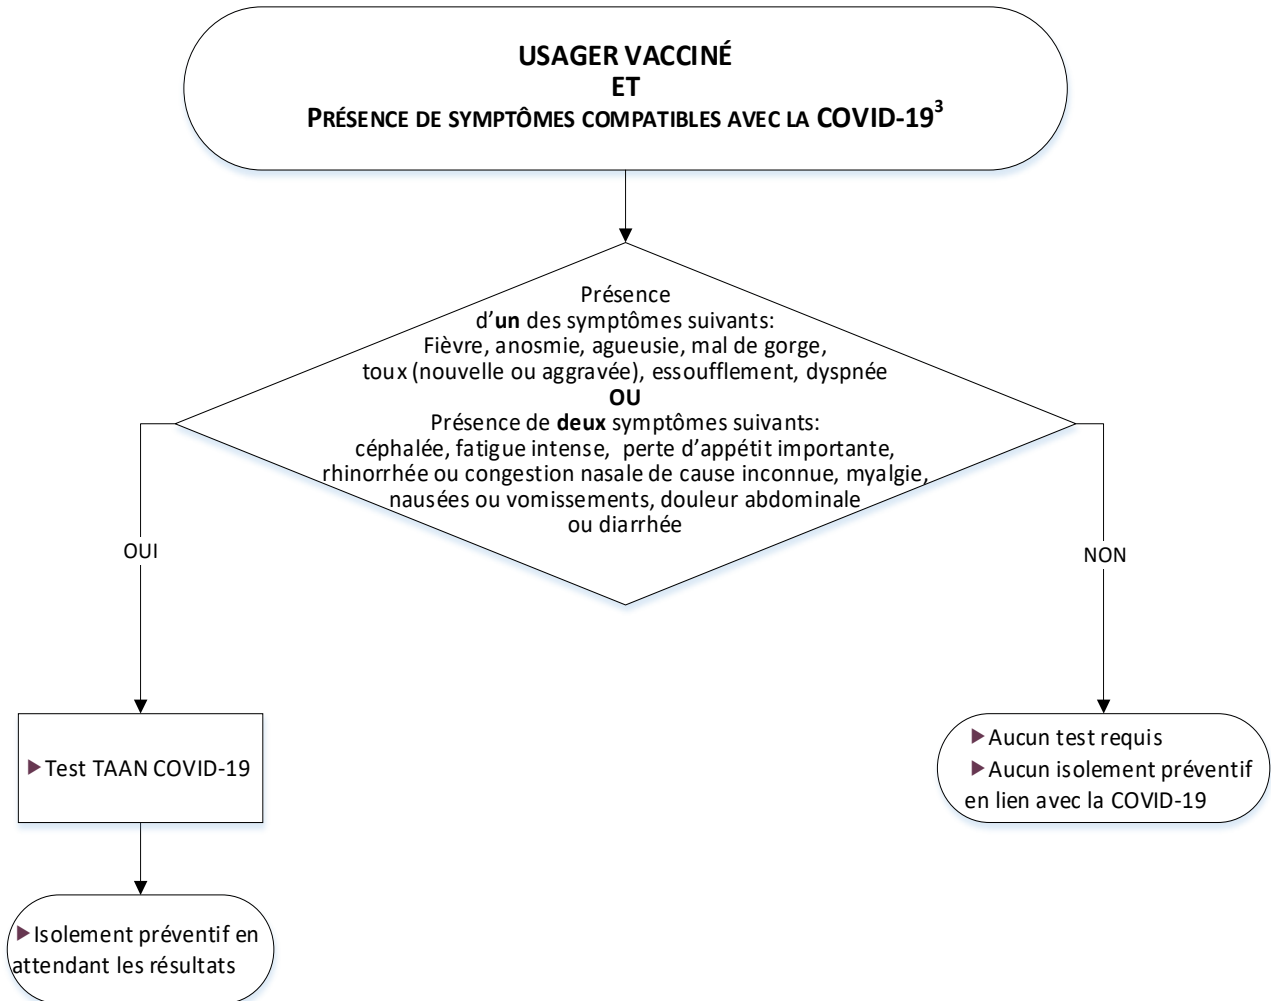 USAGER VACCINÉ
ET
PRÉSENCE DE SYMPTÔMES COMPATIBLES AVEC LA COVID-19³
Présence
d'un des symptômes suivants:
Fièvre, anosmie, agueusie, mal de gorge,
toux (nouvelle ou aggravée), essoufflement, dyspnée
OU
Présence de deux symptômes suivants:
céphalée, fatigue intense, perte d'appétit importante,
rhinorrhée ou congestion nasale de cause inconnue, myalgie,
nausées ou vomissements, douleur abdominale
ou diarrhée
OUI
NON
▶Test TAAN COVID-19
▶Aucun test requis
▶Aucun isolement préventif
en lien avec la COVID-19
▶Isolement préventif en
attendant les résultats